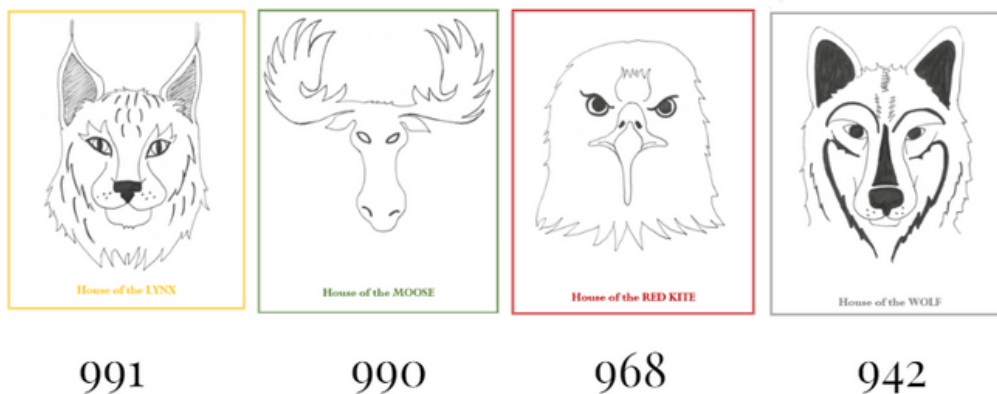 House of the LYNX
House of the MOOSE
House of the RED KITE
House of the WOLF
991
990
968
942